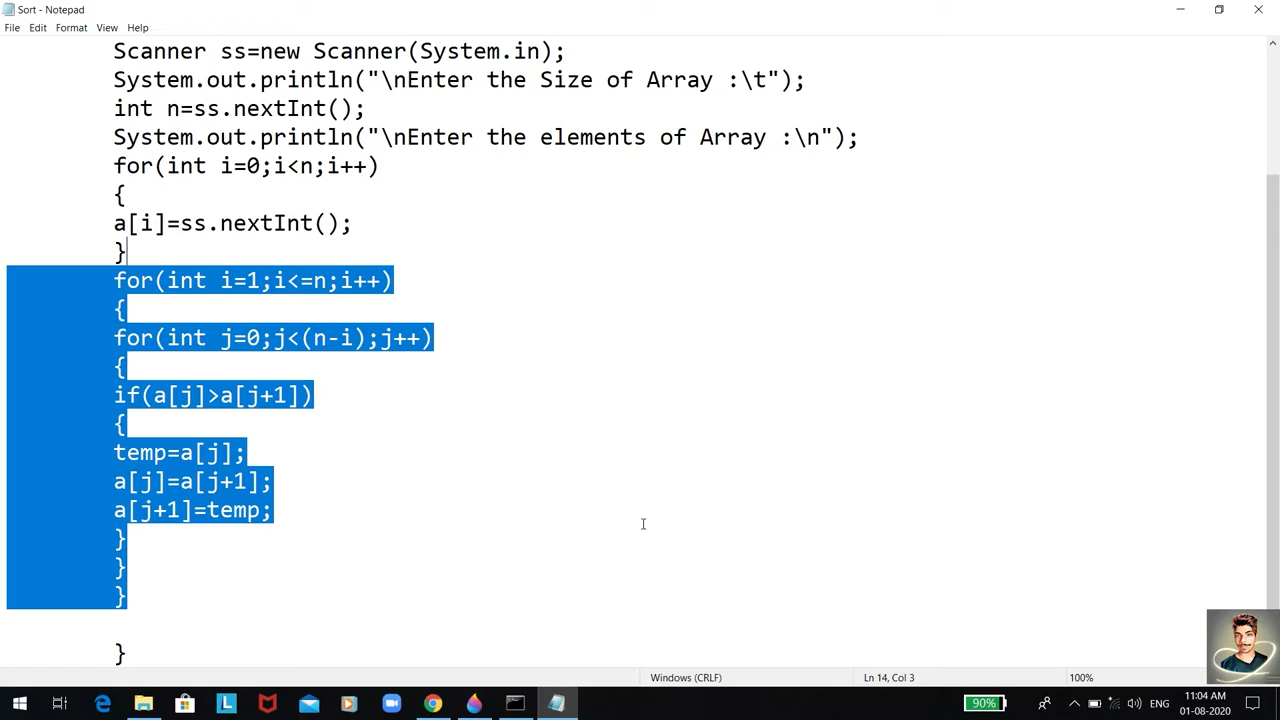 Sort - Notepad
File Edit Format View Help
Scanner ss=new Scanner(System.in);
System.out.println("\nEnter the Size of Array :\t");
int n=ss.nextInt();
System.out.println("\nEnter the elements of Array :\n");
for(int i=0;i<n;i++)
{
a[i]=ss.nextInt();
}
for(int i=1;i<=n;i++)
{
for(int j=0;j<(n-i);j++)
{
if(a[j]>a[j+1])
{
temp=a[j];
a[j]=a[j+1];
a[j+1]=temp;
}
}
}
}
Windows (CRLF) Ln 14, Col 3 100%
90% ENG 11:04 AM
01-08-2020